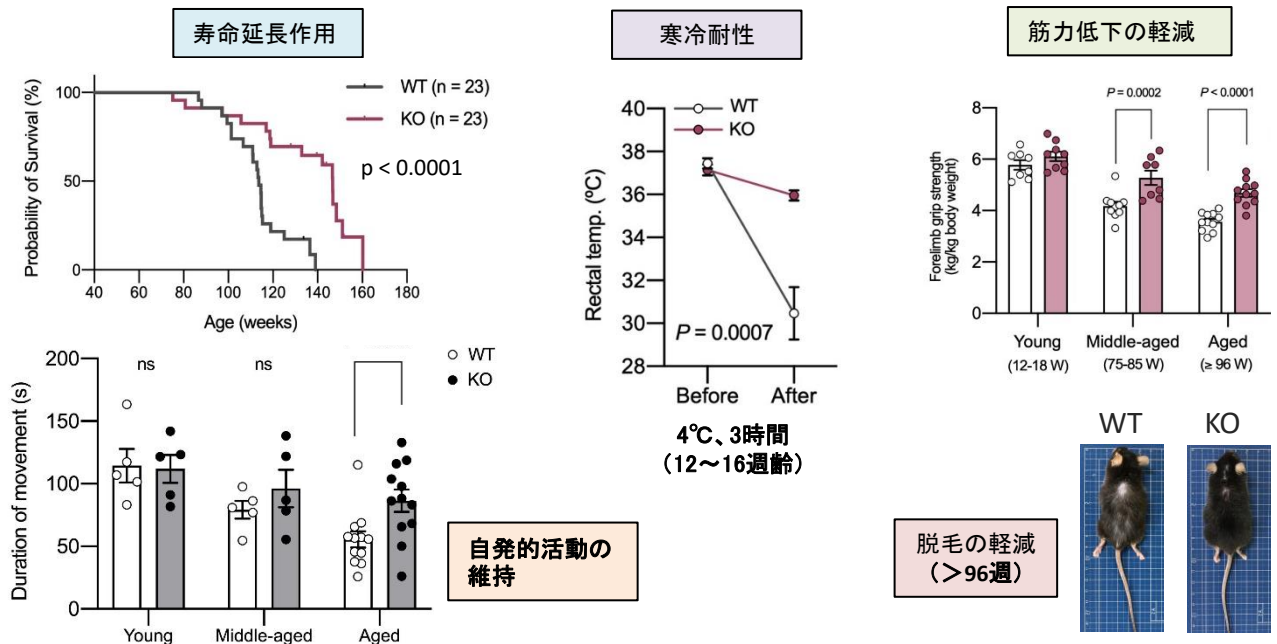 寿命延長作用
Probability of Survival (%)
100
50
0
40 60 80 100 120 140 160 180
Age (weeks)
WT (n = 23)
KO (n = 23)
p < 0.0001
寒冷耐性
Rectal temp. (ºC)
40
38
36
34
32
30
28
WT
KO
P = 0.0007
Before After
4℃、3時間
（12～16週齢）
筋力低下の軽減
Forelimb grip strength
(kg/kg body weight)
8
6
4
2
0
P = 0.0002
P < 0.0001
Young Middle-aged Aged
(12-18 W) (75-85 W) (≥ 96 W)
Duration of movement (s)
200
150
100
50
0
ns
ns
WT
KO
Young Middle-aged Aged
自発的活動の
維持
脱毛の軽減
（＞96週）
WT KO